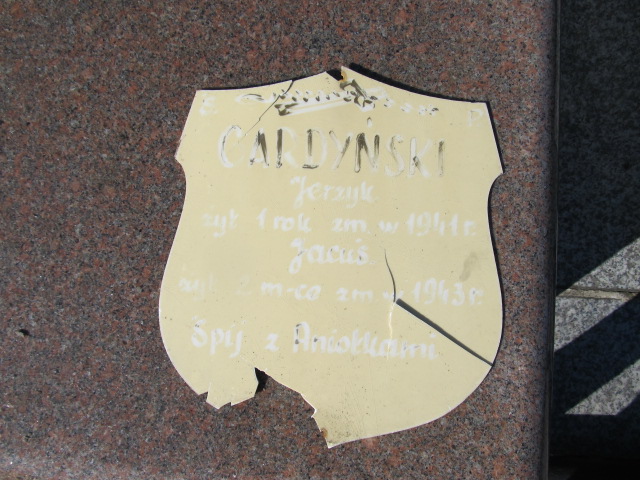 Ś P
CARDYŃSKI
Jerzyk
żył 1 rok zm. w 1941 r.
Jacuś
żył 2 m-ce zm. w 1943 r.
Śpij z Aniołkami